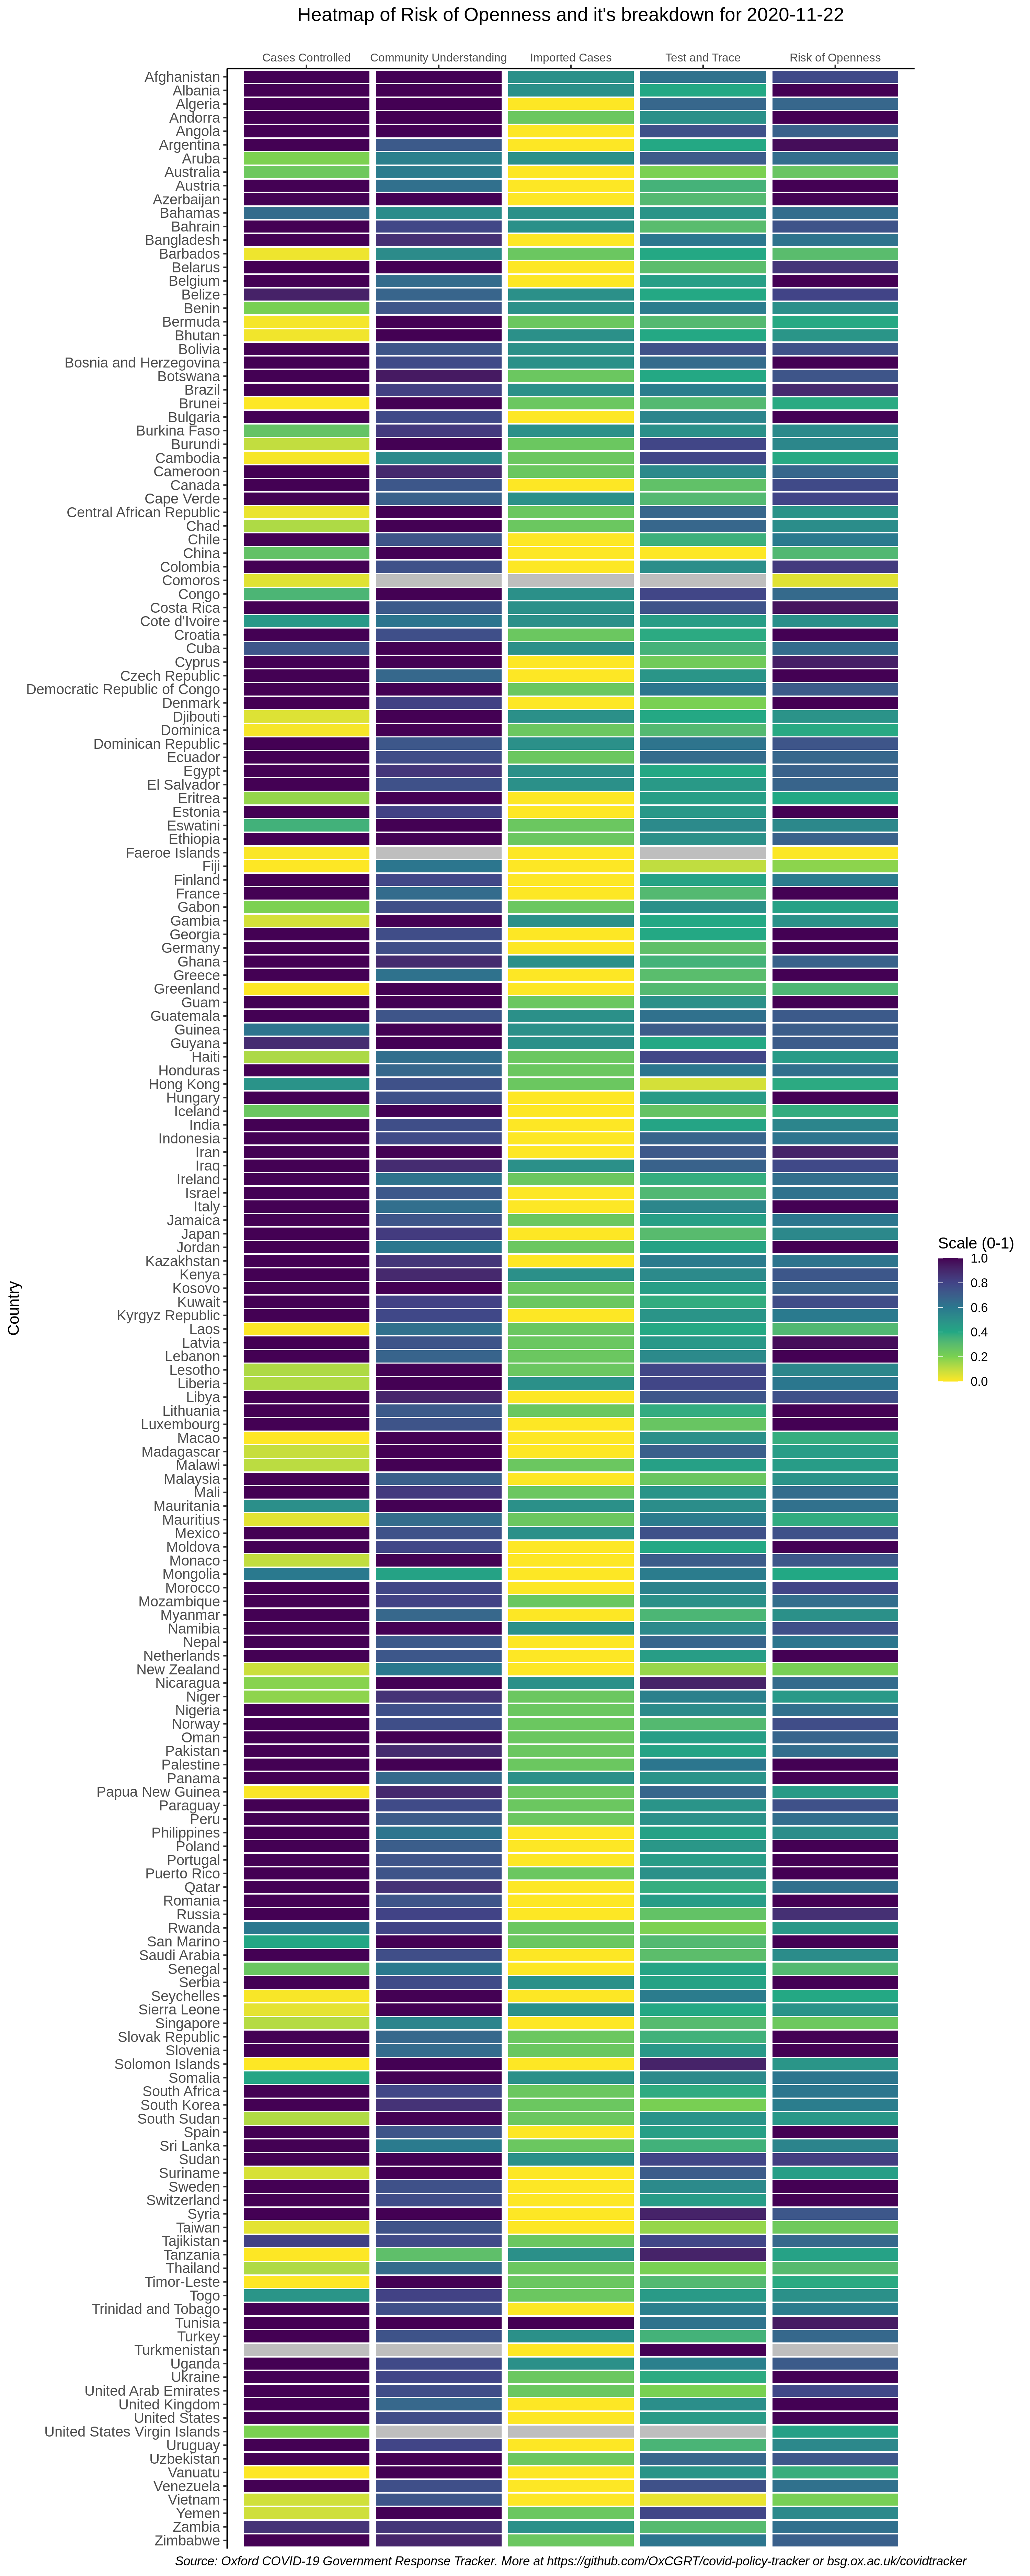 Heatmap of Risk of Openness and it's breakdown for 2020-11-22
Cases Controlled Community Understanding Imported Cases Test and Trace Risk of Openness
Afghanistan
Albania
Algeria
Andorra
Angola
Argentina
Aruba
Australia
Austria
Azerbaijan
Bahamas
Bahrain
Bangladesh
Barbados
Belarus
Belgium
Belize
Benin
Bermuda
Bhutan
Bolivia
Bosnia and Herzegovina
Botswana
Brazil
Brunei
Bulgaria
Burkina Faso
Burundi
Cambodia
Cameroon
Canada
Cape Verde
Central African Republic
Chad
Chile
China
Colombia
Comoros
Congo
Costa Rica
Cote d'Ivoire
Croatia
Cuba
Cyprus
Czech Republic
Democratic Republic of Congo
Denmark
Djibouti
Dominica
Dominican Republic
Ecuador
Egypt
El Salvador
Eritrea
Estonia
Eswatini
Ethiopia
Faeroe Islands
Fiji
Finland
France
Gabon
Gambia
Georgia
Germany
Ghana
Greece
Greenland
Guam
Guatemala
Guinea
Guyana
Haiti
Honduras
Hong Kong
Hungary
Iceland
India
Indonesia
Iran
Iraq
Ireland
Israel
Italy
Jamaica
Japan
Jordan
Kazakhstan
Kenya
Kosovo
Kuwait
Kyrgyz Republic
Laos
Latvia
Lebanon
Lesotho
Liberia
Libya
Lithuania
Luxembourg
Macao
Madagascar
Malawi
Malaysia
Mali
Mauritania
Mauritius
Mexico
Moldova
Monaco
Mongolia
Morocco
Mozambique
Myanmar
Namibia
Nepal
Netherlands
New Zealand
Nicaragua
Niger
Nigeria
Norway
Oman
Pakistan
Palestine
Panama
Papua New Guinea
Paraguay
Peru
Philippines
Poland
Portugal
Puerto Rico
Qatar
Romania
Russia
Rwanda
San Marino
Saudi Arabia
Senegal
Serbia
Seychelles
Sierra Leone
Singapore
Slovak Republic
Slovenia
Solomon Islands
Somalia
South Africa
South Korea
South Sudan
Spain
Sri Lanka
Sudan
Suriname
Sweden
Switzerland
Syria
Taiwan
Tajikistan
Tanzania
Thailand
Timor-Leste
Togo
Trinidad and Tobago
Tunisia
Turkey
Turkmenistan
Uganda
Ukraine
United Arab Emirates
United Kingdom
United States
United States Virgin Islands
Uruguay
Uzbekistan
Vanuatu
Venezuela
Vietnam
Yemen
Zambia
Zimbabwe
Country
Scale (0-1)
1.0
0.8
0.6
0.4
0.2
0.0
Source: Oxford COVID-19 Government Response Tracker. More at https://github.com/OxCGRT/covid-policy-tracker or bsg.ox.ac.uk/covidtracker